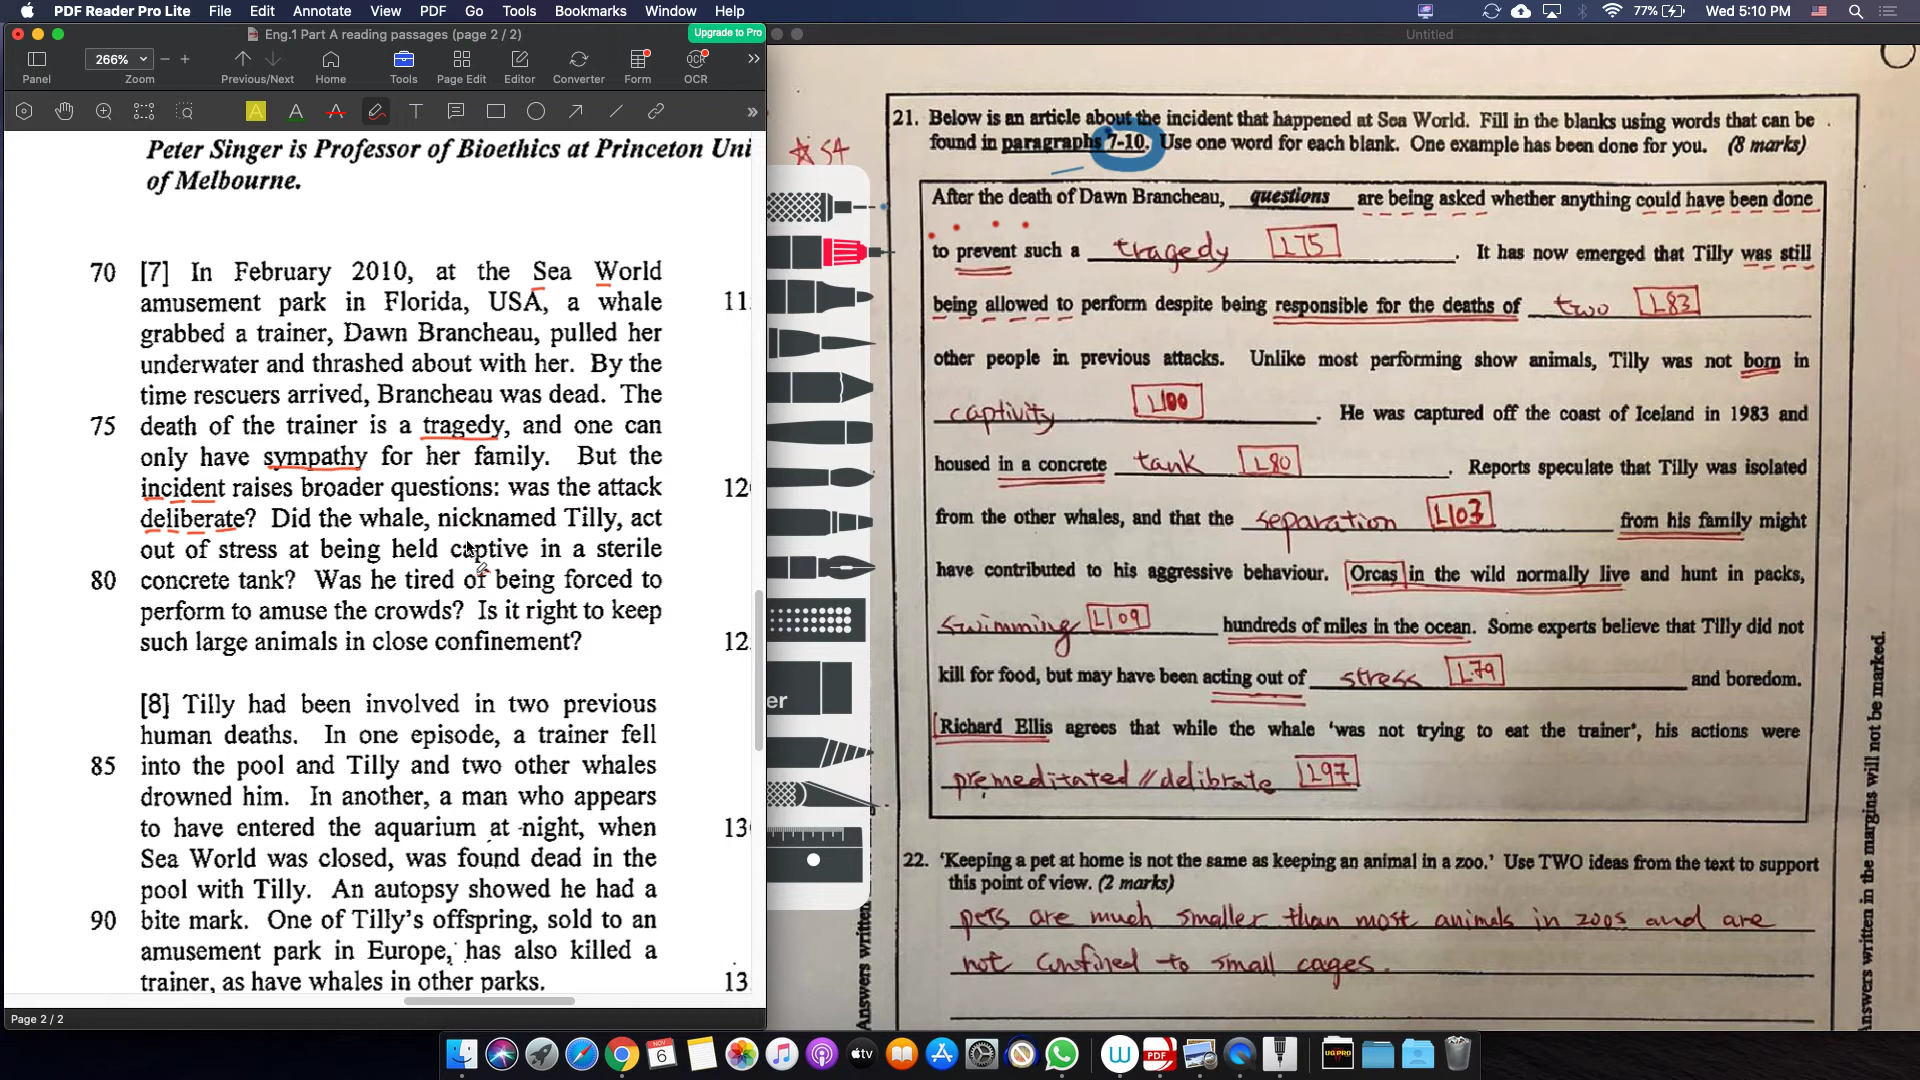 PDF Reader Pro Lite File Edit Annotate View PDF Go Tools Bookmarks Window Help 77% Wed 5:10 PM
Eng.1 Part A reading passages (page 2 / 2) Upgrade to Pro
Untitled
266%
Panel Zoom Previous/Next Home Tools Page Edit Editor Converter Form OCR
Peter Singer is Professor of Bioethics at Princeton Uni
of Melbourne.
70 [7] In February 2010, at the Sea World
amusement park in Florida, USA, a whale 11
grabbed a trainer, Dawn Brancheau, pulled her
underwater and thrashed about with her. By the
time rescuers arrived, Brancheau was dead. The
75 death of the trainer is a tragedy, and one can
only have sympathy for her family. But the
incident raises broader questions: was the attack 120
deliberate? Did the whale, nicknamed Tilly, act
out of stress at being held captive in a sterile
80 concrete tank? Was he tired of being forced to
perform to amuse the crowds? Is it right to keep
such large animals in close confinement? 12
[8] Tilly had been involved in two previous
human deaths. In one episode, a trainer fell
85 into the pool and Tilly and two other whales
drowned him. In another, a man who appears
to have entered the aquarium at night, when 13
Sea World was closed, was found dead in the
pool with Tilly. An autopsy showed he had a
90 bite mark. One of Tilly's offspring, sold to an
amusement park in Europe, has also killed a
trainer, as have whales in other parks. 13
Page 2 / 2
er
54
21. Below is an article about the incident that happened at Sea World. Fill in the blanks using words that can be
found in paragraphs 7-10. Use one word for each blank. One example has been done for you. (8 marks)
After the death of Dawn Brancheau, questions are being asked whether anything could have been done
to prevent such a tragedy L75 . It has now emerged that Tilly was still
being allowed to perform despite being responsible for the deaths of two L83
other people in previous attacks. Unlike most performing show animals, Tilly was not born in
captivity L100 . He was captured off the coast of Iceland in 1983 and
housed in a concrete tank L80 . Reports speculate that Tilly was isolated
from the other whales, and that the separation L103 from his family might
have contributed to his aggressive behaviour. Orcas in the wild normally live and hunt in packs,
swimming L109 hundreds of miles in the ocean. Some experts believe that Tilly did not
kill for food, but may have been acting out of stress L79 and boredom.
Richard Ellis agrees that while the whale 'was not trying to eat the trainer', his actions were
premeditated // delibrate L97 .
22. 'Keeping a pet at home is not the same as keeping an animal in a zoo.' Use TWO ideas from the text to support
this point of view. (2 marks)
pets are much smaller than most animals in zoos and are
not confined to small cages.
Answers written
Answers written in the margins will not be marked.
NOV 6
tv
PDF
UG PRO